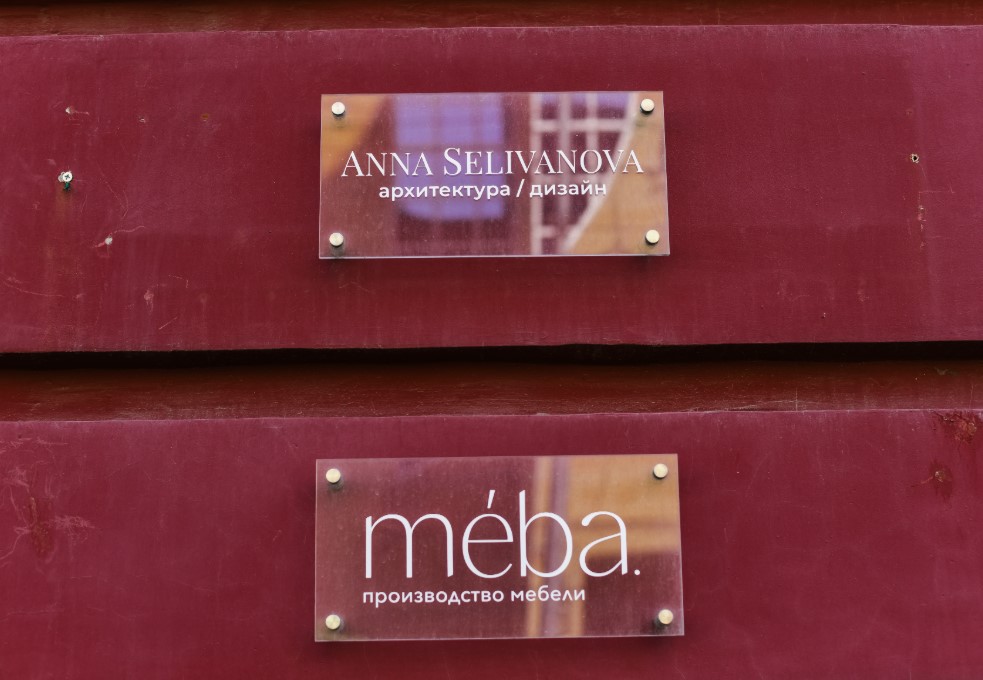 ANNA SELIVANOVA
архитектура / дизайн
méba.
производство мебели